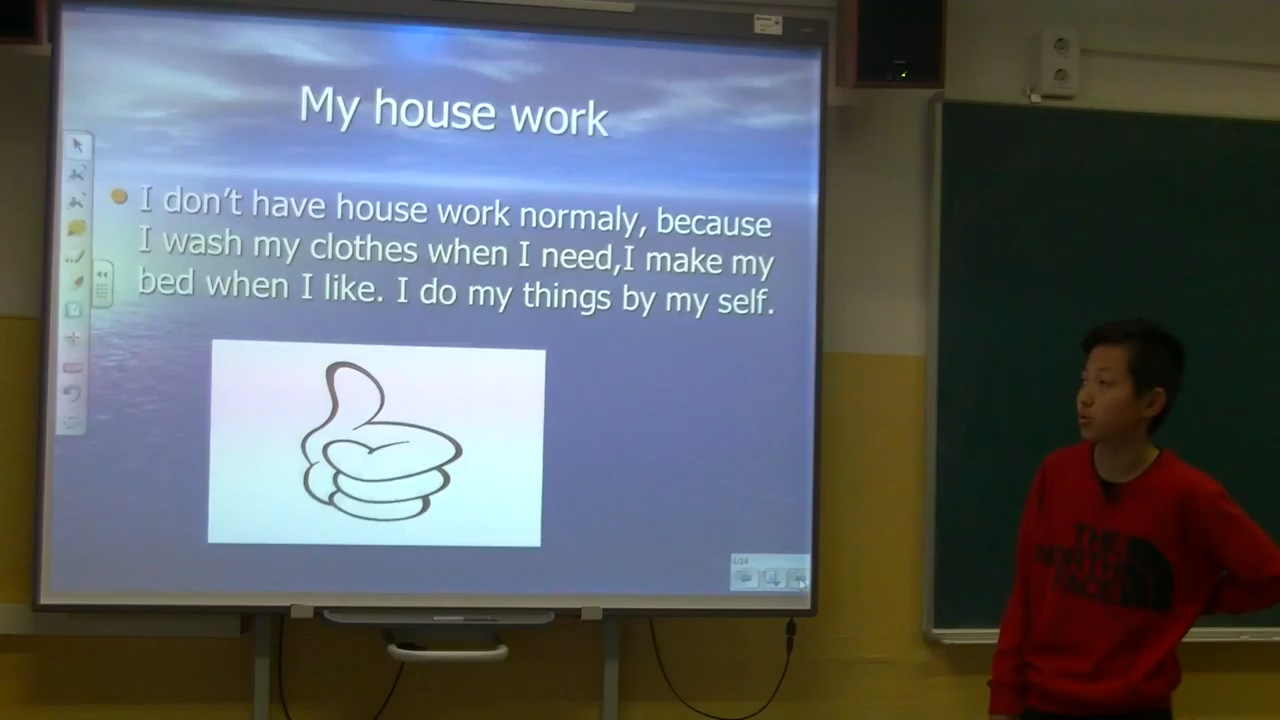 My house work
I don't have house work normaly, because
I wash my clothes when I need,I make my
bed when I like. I do my things by my self.
THE
NORTH
FACE